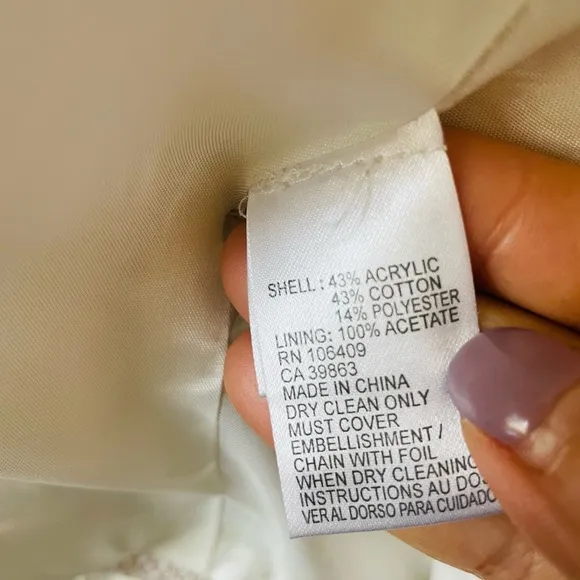 SHELL : 43% ACRYLIC
43% COTTON
14% POLYESTER
LINING: 100% ACETATE
RN 106409
CA 39863
MADE IN CHINA
DRY CLEAN ONLY
MUST COVER
EMBELLISHMENT /
CHAIN WITH FOIL
WHEN DRY CLEANING
INSTRUCTIONS AU DOS
VER AL DORSO PARA CUIDADO